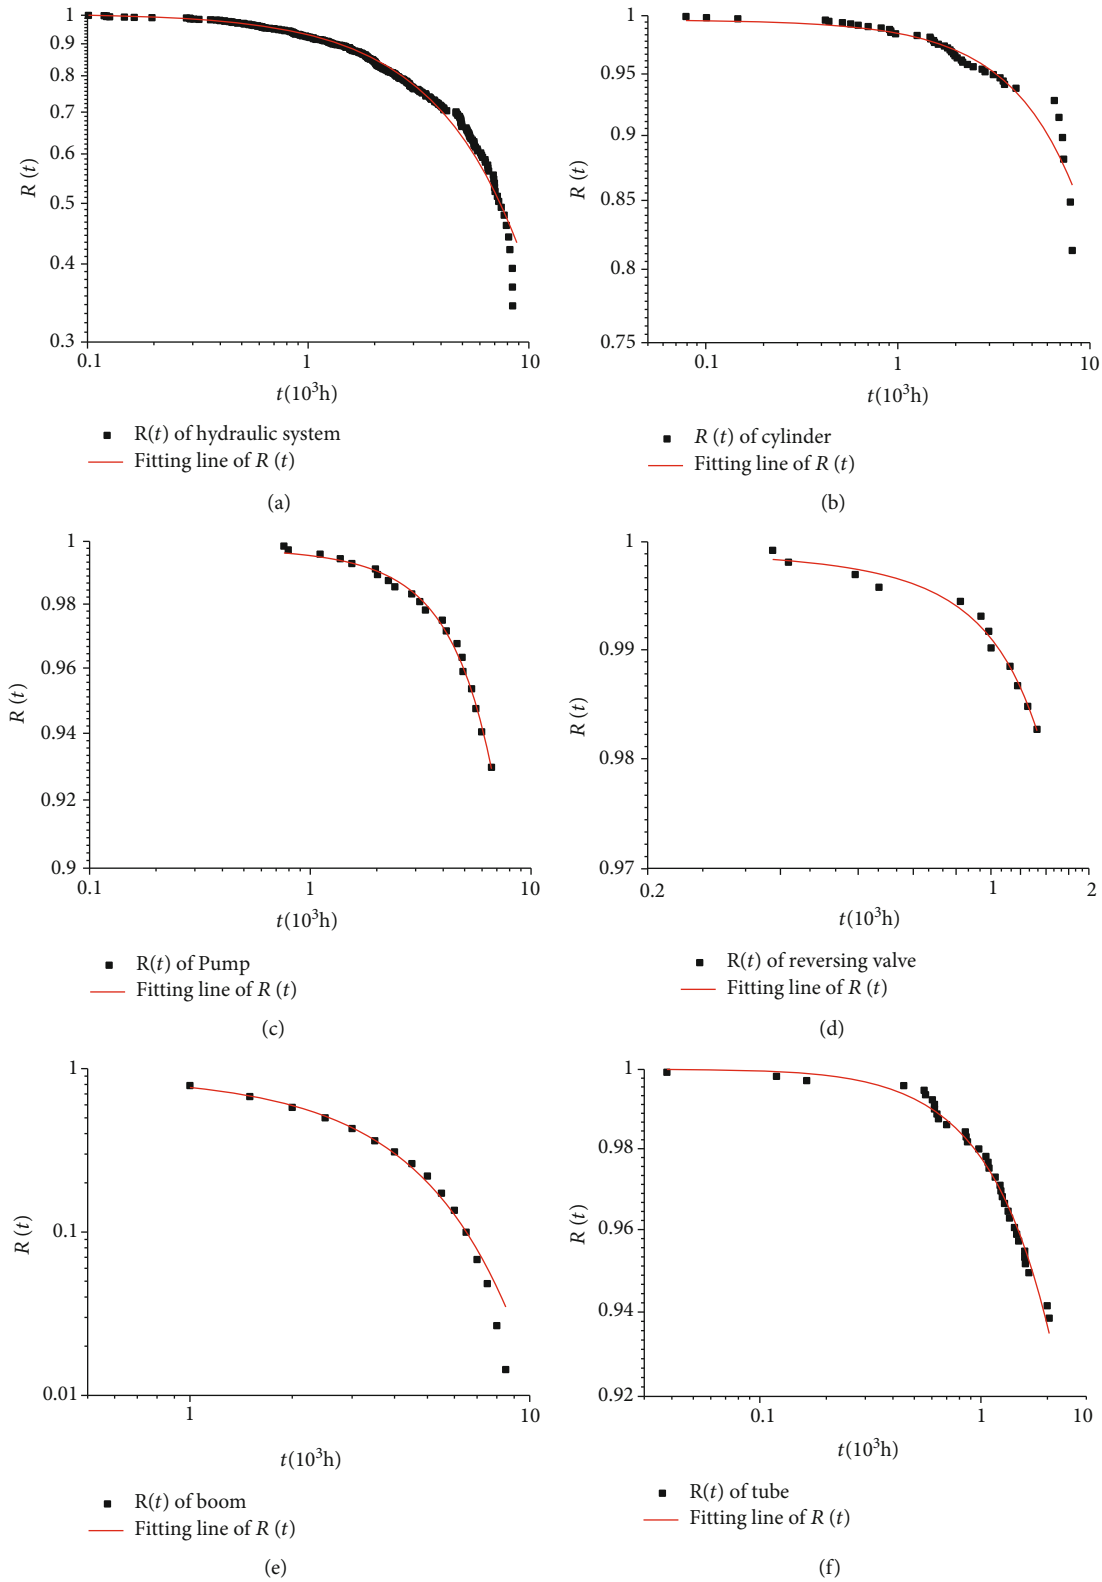 1
0.9
0.8
0.7
0.6
0.5
0.4
0.3
R (t)
0.1 1 10
t(10³h)
R(t) of hydraulic system
Fitting line of R (t)
(a)
1
0.95
0.9
0.85
0.8
0.75
R (t)
0.1 1 10
t(10³h)
R (t) of cylinder
Fitting line of R (t)
(b)
1
0.98
0.96
0.94
0.92
0.9
R (t)
0.1 1 10
t(10³h)
R(t) of Pump
Fitting line of R (t)
(c)
1
0.99
0.98
0.97
R (t)
0.2 1 2
t(10³h)
R(t) of reversing valve
Fitting line of R (t)
(d)
1
0.1
0.01
R (t)
1 10
t(10³h)
R(t) of boom
Fitting line of R (t)
(e)
1
0.98
0.96
0.94
0.92
R (t)
0.1 1 10
t(10³h)
R(t) of tube
Fitting line of R (t)
(f)